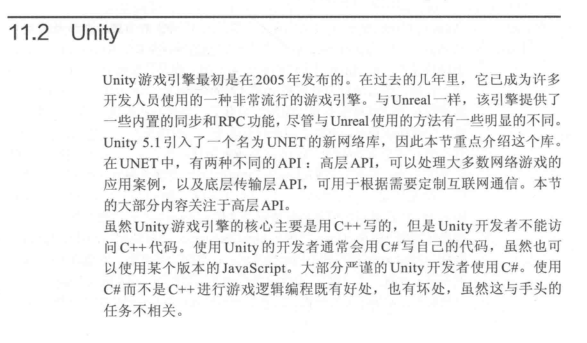 11.2 Unity
Unity游戏引擎最初是在2005年发布的。在过去的几年里，它已成为许多
开发人员使用的一种非常流行的游戏引擎。与Unreal一样，该引擎提供了
一些内置的同步和RPC功能，尽管与Unreal使用的方法有一些明显的不同。
Unity 5.1引入了一个名为UNET的新网络库，因此本节重点介绍这个库。
在UNET中，有两种不同的API：高层API，可以处理大多数网络游戏的
应用案例，以及底层传输层API，可用于根据需要定制互联网通信。本节
的大部分内容关注于高层API。
虽然Unity游戏引擎的核心主要是用C++写的，但是Unity开发者不能访
问C++代码。使用Unity的开发者通常会用C#写自己的代码，虽然也可
以使用某个版本的JavaScript。大部分严谨的Unity开发者使用C#。使用
C#而不是C++进行游戏逻辑编程既有好处，也有坏处，虽然这与手头的
任务不相关。